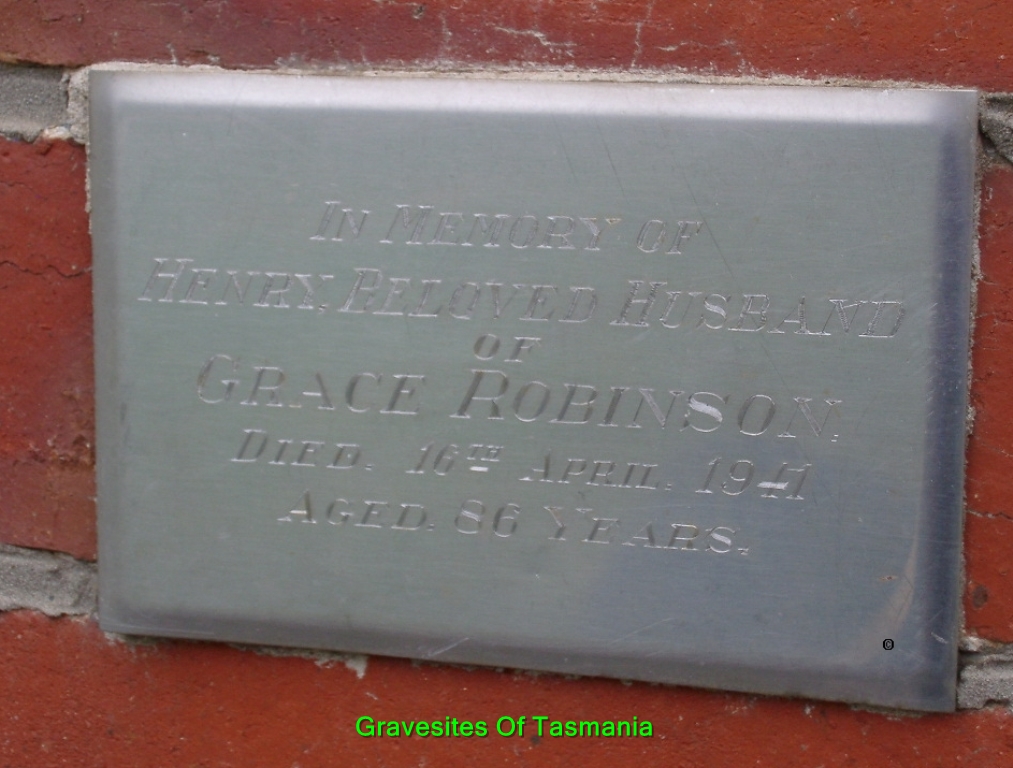 IN MEMORY OF
HENRY, BELOVED HUSBAND
OF
GRACE ROBINSON.
DIED. 16TH APRIL. 1941
AGED. 86 YEARS.
©
Gravesites Of Tasmania